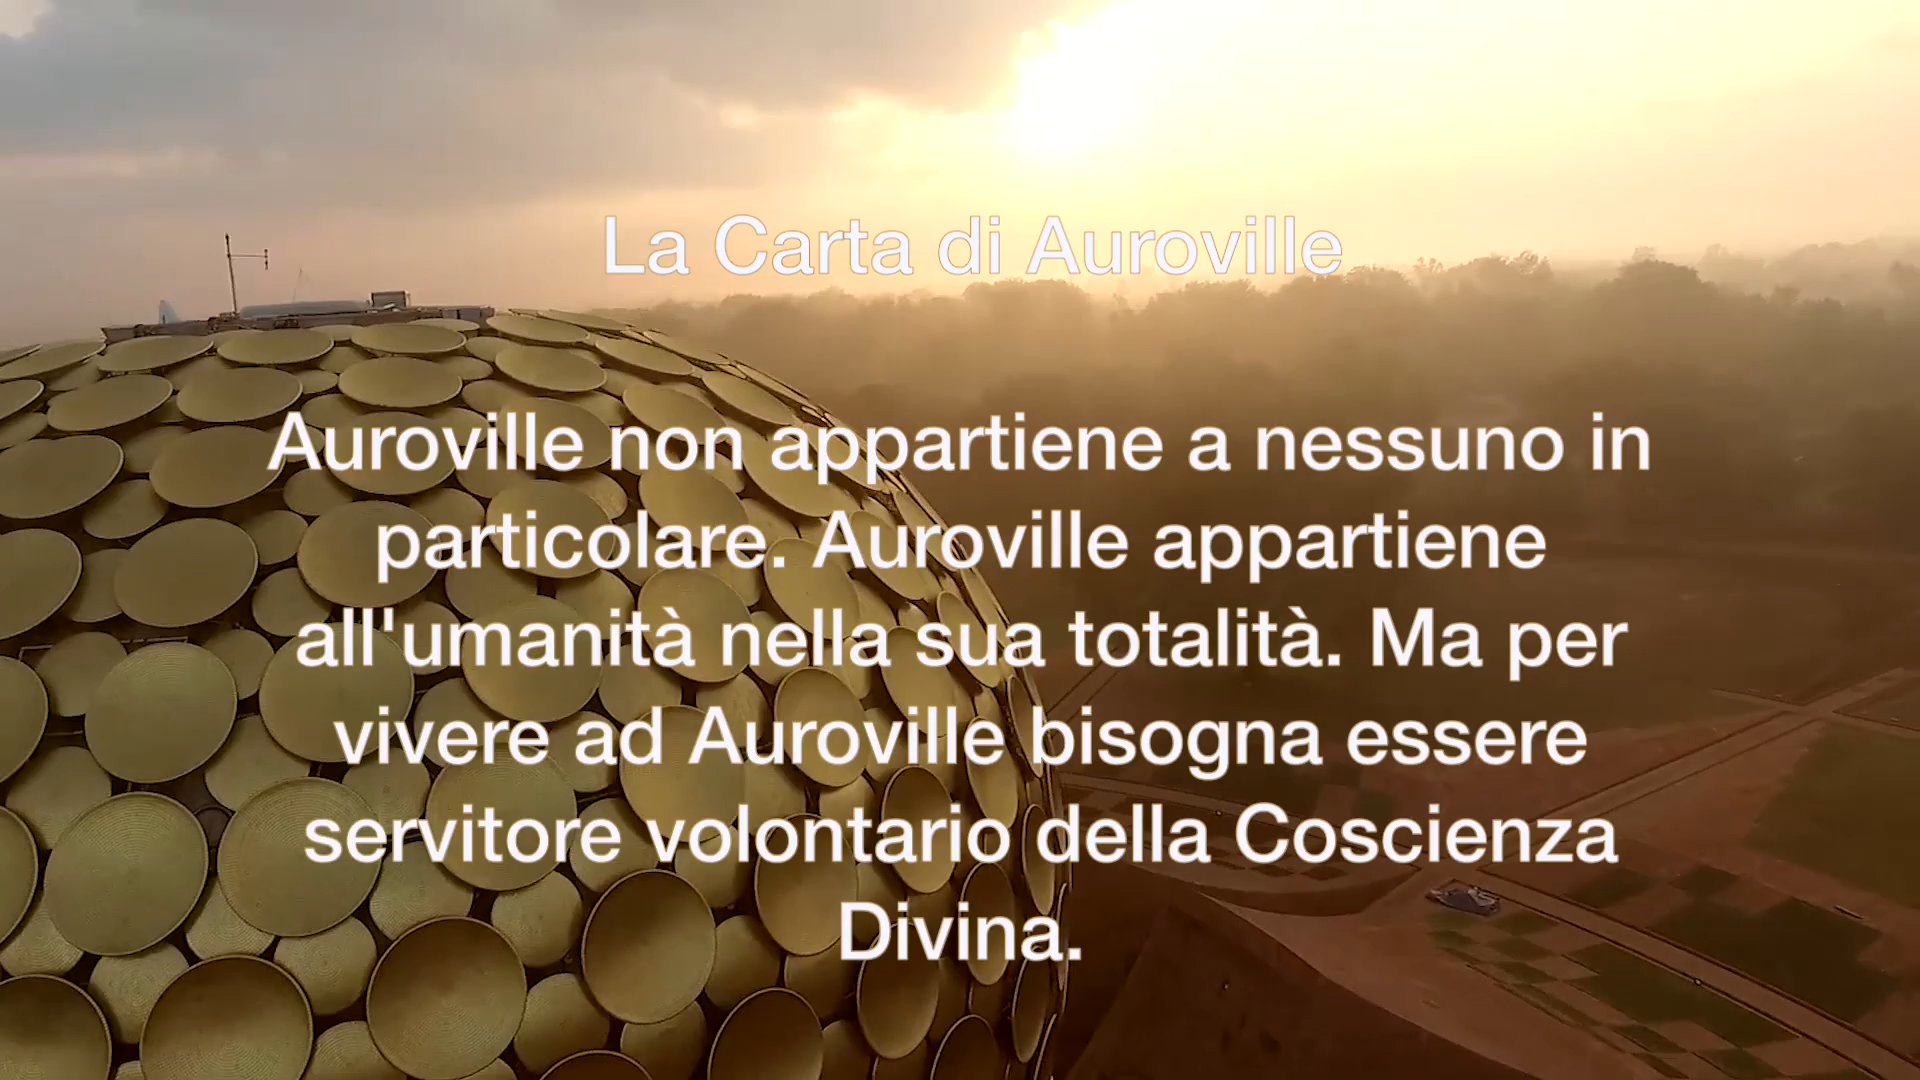 La Carta di Auroville
Auroville non appartiene a nessuno in
particolare. Auroville appartiene
all'umanità nella sua totalità. Ma per
vivere ad Auroville bisogna essere
servitore volontario della Coscienza
Divina.